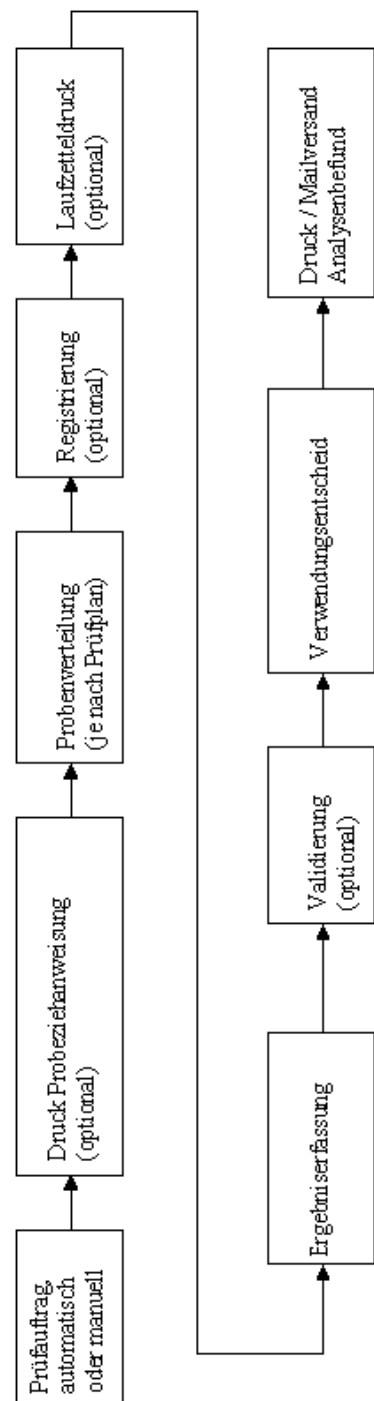 Prüfauftrag,
automatisch
oder manuell
Druck Probeziehanweisung
(optional)
Probenverteilung
(je nach Prüfplan)
Registrierung
(optional)
Laufzetteldruck
(optional)
Ergebniserfassung
Validierung
(optional)
Verwendungsentscheid
Druck / Mailversand
Analysenbefund